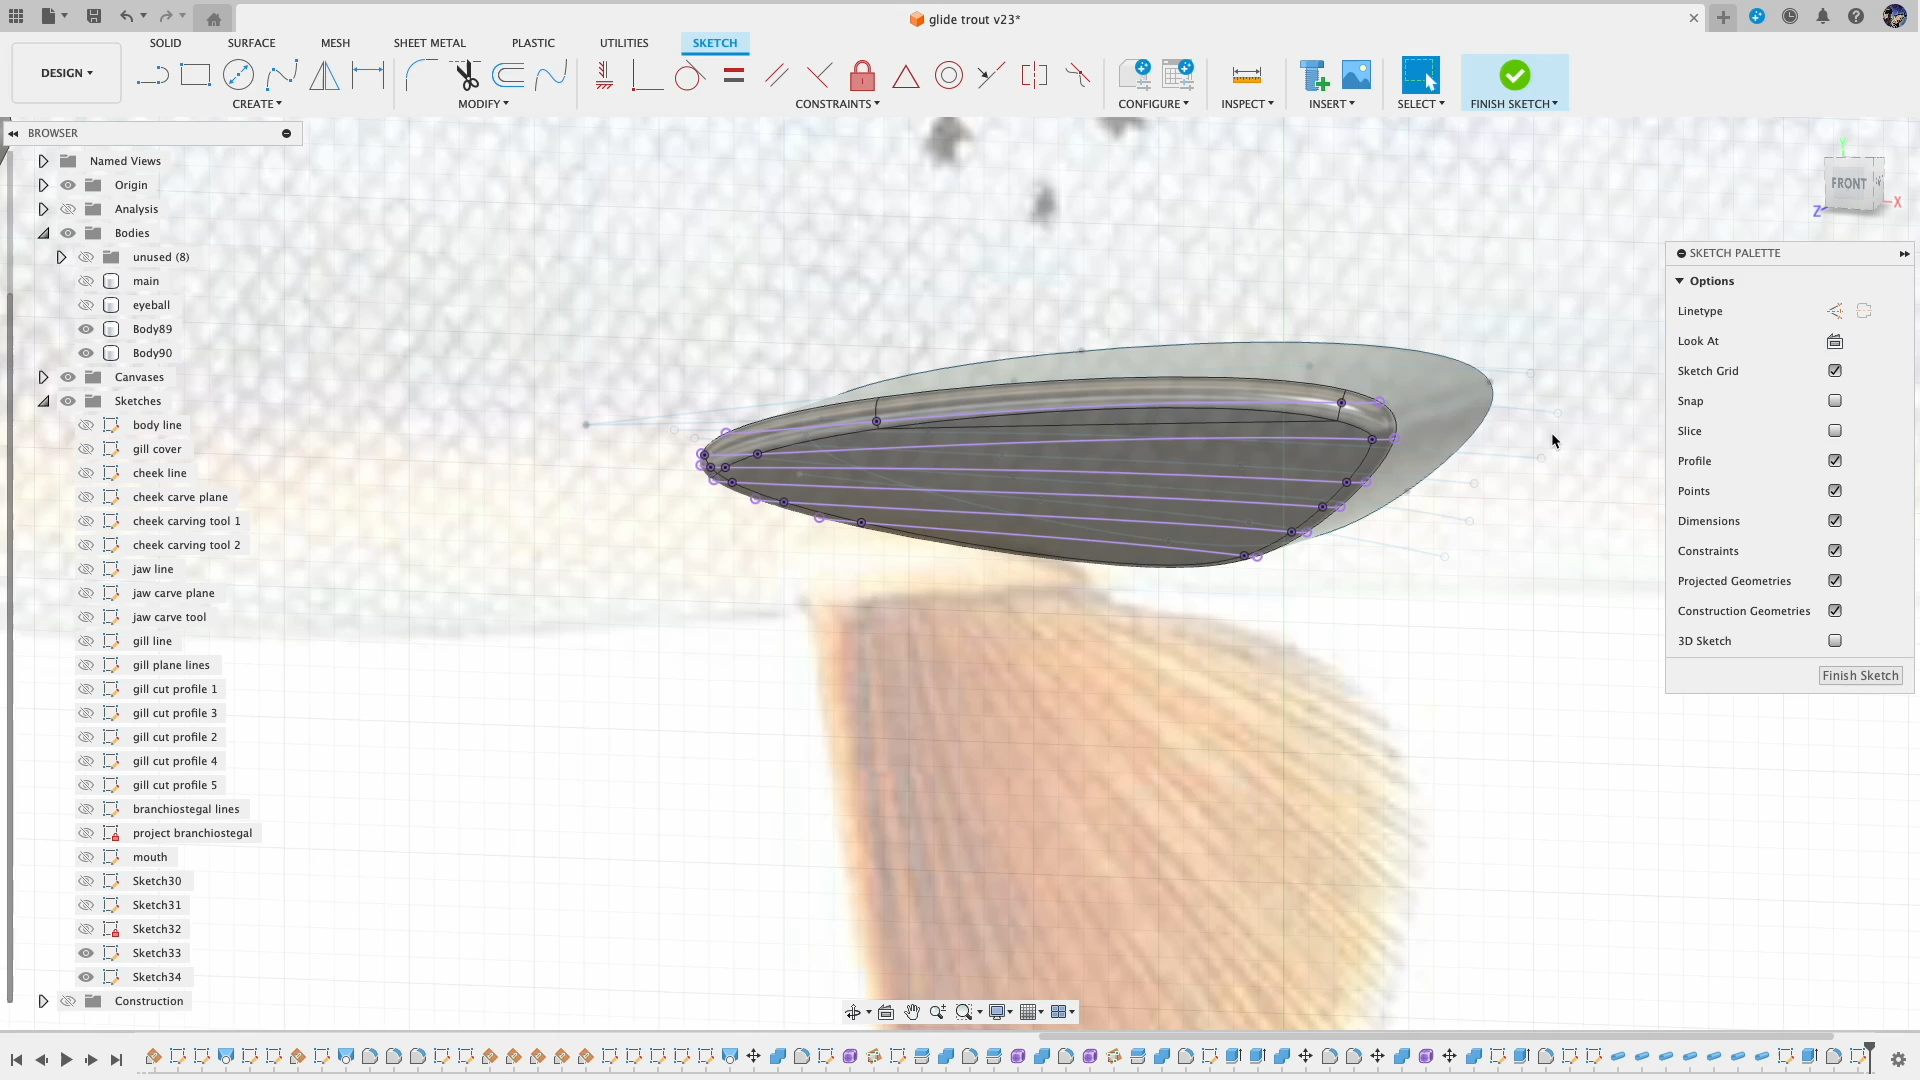 glide trout v23*
SOLID SURFACE MESH SHEET METAL PLASTIC UTILITIES SKETCH
DESIGN
CREATE MODIFY CONSTRAINTS CONFIGURE INSPECT INSERT SELECT FINISH SKETCH
BROWSER
Named Views
Origin
Analysis
Bodies
unused (8)
main
eyeball
Body89
Body90
Canvases
Sketches
body line
gill cover
cheek line
cheek carve plane
cheek carving tool 1
cheek carving tool 2
jaw line
jaw carve plane
jaw carve tool
gill line
gill plane lines
gill cut profile 1
gill cut profile 3
gill cut profile 2
gill cut profile 4
gill cut profile 5
branchiostegal lines
project branchiostegal
mouth
Sketch30
Sketch31
Sketch32
Sketch33
Sketch34
Construction
Y
FRONT
Z
X
SKETCH PALETTE
Options
Linetype
Look At
Sketch Grid
Snap
Slice
Profile
Points
Dimensions
Constraints
Projected Geometries
Construction Geometries
3D Sketch
Finish Sketch